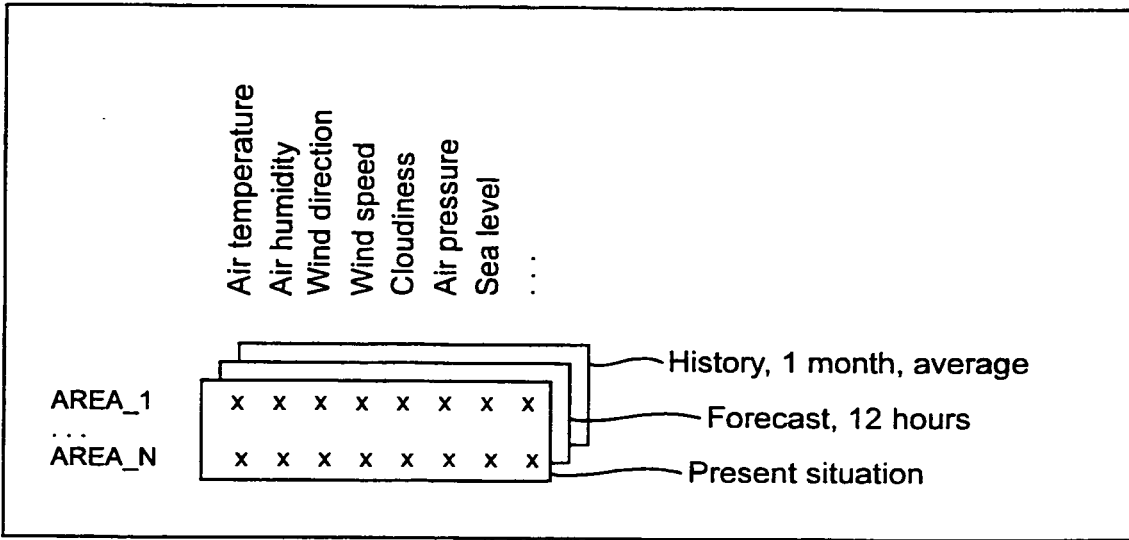 Air temperature
Air humidity
Wind direction
Wind speed
Cloudiness
Air pressure
Sea level
. . .
History, 1 month, average
AREA_1 x x x x x x x x
Forecast, 12 hours
. . .
AREA_N x x x x x x x x
Present situation